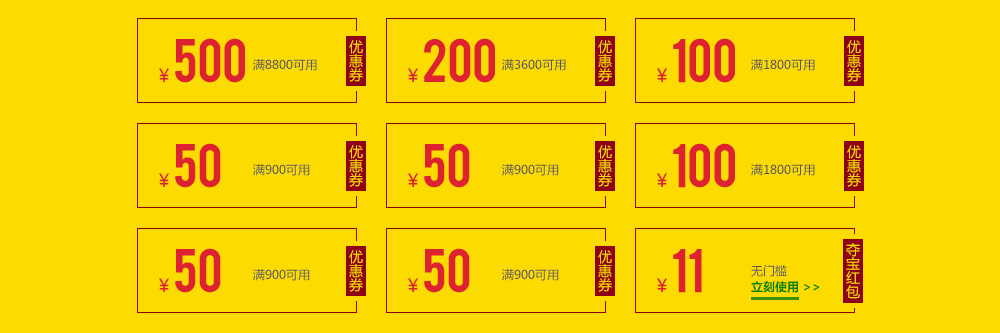 ¥500 满8800可用 优惠券
¥200 满3600可用 优惠券
¥100 满1800可用 优惠券
¥50 满900可用 优惠券
¥50 满900可用 优惠券
¥100 满1800可用 优惠券
¥50 满900可用 优惠券
¥50 满900可用 优惠券
¥11 无门槛
立刻使用 >>
夺宝红包